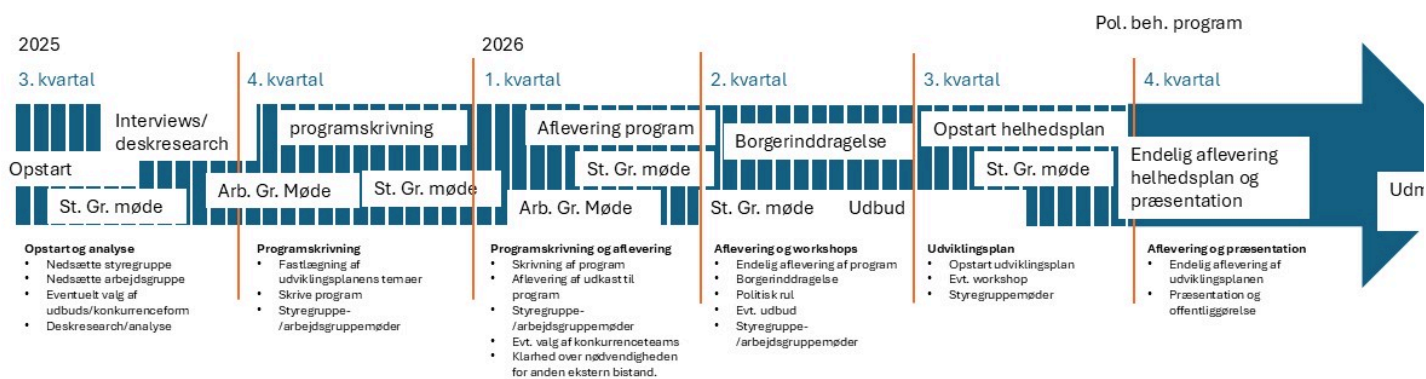 Pol. beh. program
2025
2026
3. kvartal
4. kvartal
1. kvartal
2. kvartal
3. kvartal
4. kvartal
Interviews/
deskresearch
programskrivning
Aflevering program
Borgerinddragelse
Opstart helhedsplan
Endelig aflevering
helhedsplan og
præsentation
Opstart
St. Gr. møde
Arb. Gr. Møde
St. Gr. møde
St. Gr. møde
Arb. Gr. Møde
St. Gr. møde
Udbud
St. Gr. møde
Udm
Opstart og analyse
• Nedsætte styregruppe
• Nedsætte arbejdsgruppe
• Eventuelt valg af
udbuds/konkurrenceform
• Deskresearch/analyse
Programskrivning
• Fastlægning af
udviklingsplanens temaer
• Skrive program
• Styregruppe-
/arbejdsgruppemøder
Programskrivning og aflevering
• Skrivning af program
• Aflevering af udkast til
program
• Styregruppe-
/arbejdsgruppemøder
• Evt. valg af konkurrenceteams
• Klarhed over nødvendigheden
for anden ekstern bistand.
Aflevering og workshops
• Endelig aflevering af program
• Borgerinddragelse
• Politisk rul
• Evt. udbud
• Styregruppe-
/arbejdsgruppemøder
Udviklingsplan
• Opstart udviklingsplan
• Evt. workshop
• Styregruppemøder
Aflevering og præsentation
• Endelig aflevering af
udviklingsplanen
• Præsentation og
offentliggørelse